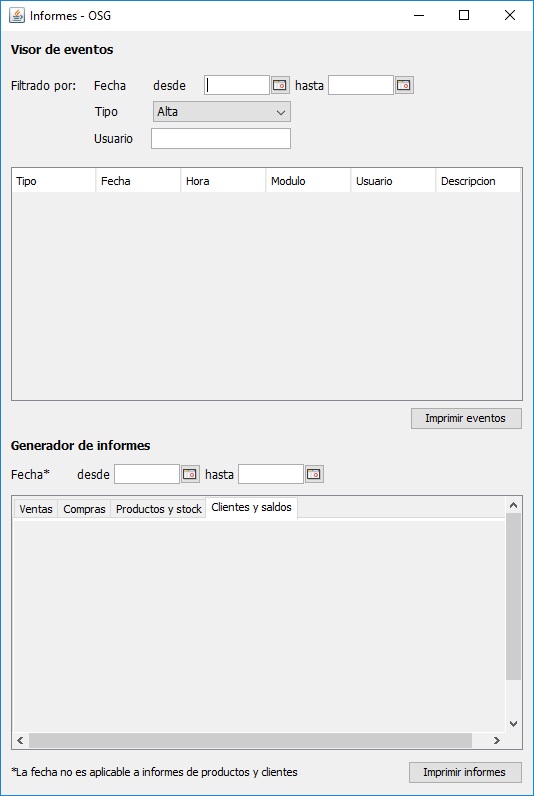 Informes - OSG
Visor de eventos
Filtrado por: Fecha desde hasta
Tipo Alta
Usuario
Tipo Fecha Hora Modulo Usuario Descripcion
Imprimir eventos
Generador de informes
Fecha* desde hasta
Ventas Compras Productos y stock Clientes y saldos
*La fecha no es aplicable a informes de productos y clientes Imprimir informes